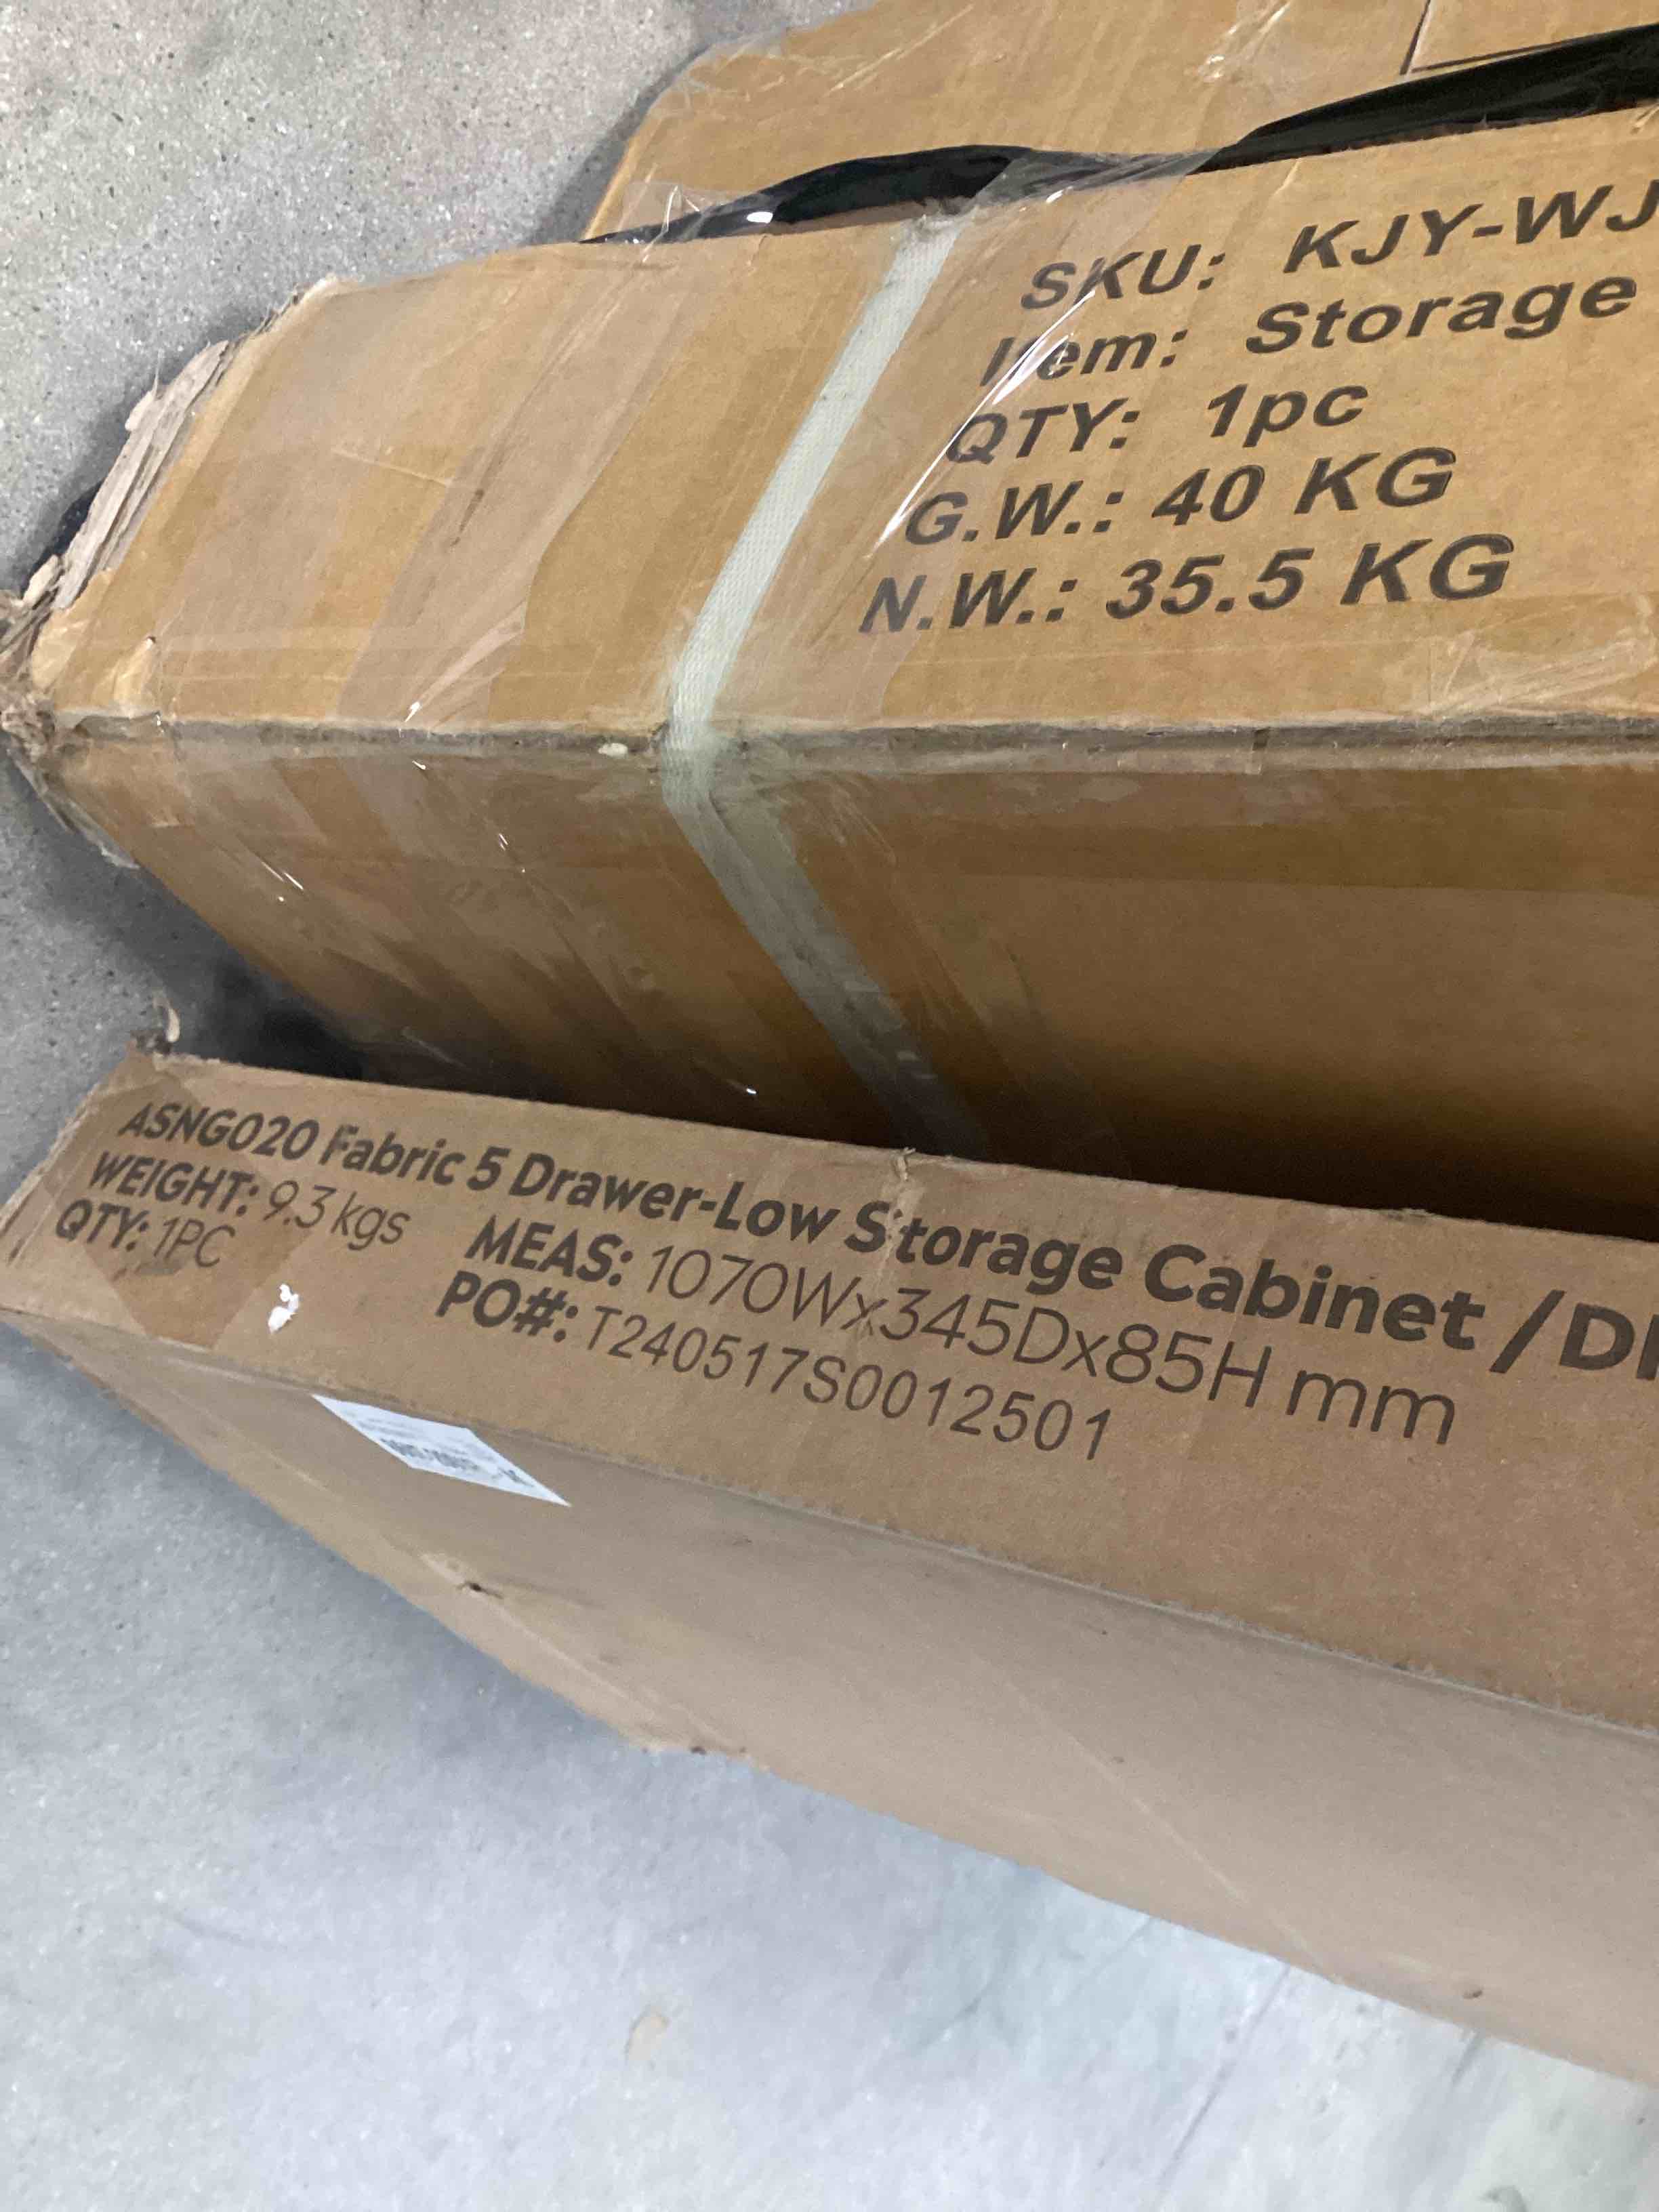 SKU: KJY-WJ
Item: Storage
QTY: 1pc
G.W.: 40 KG
N.W.: 35.5 KG
ASNG020 Fabric 5 Drawer-Low Storage Cabinet /DI
WEIGHT: 9.3 kgs
MEAS: 1070Wx345Dx85H mm
QTY: 1PC
PO#: T240517S0012501